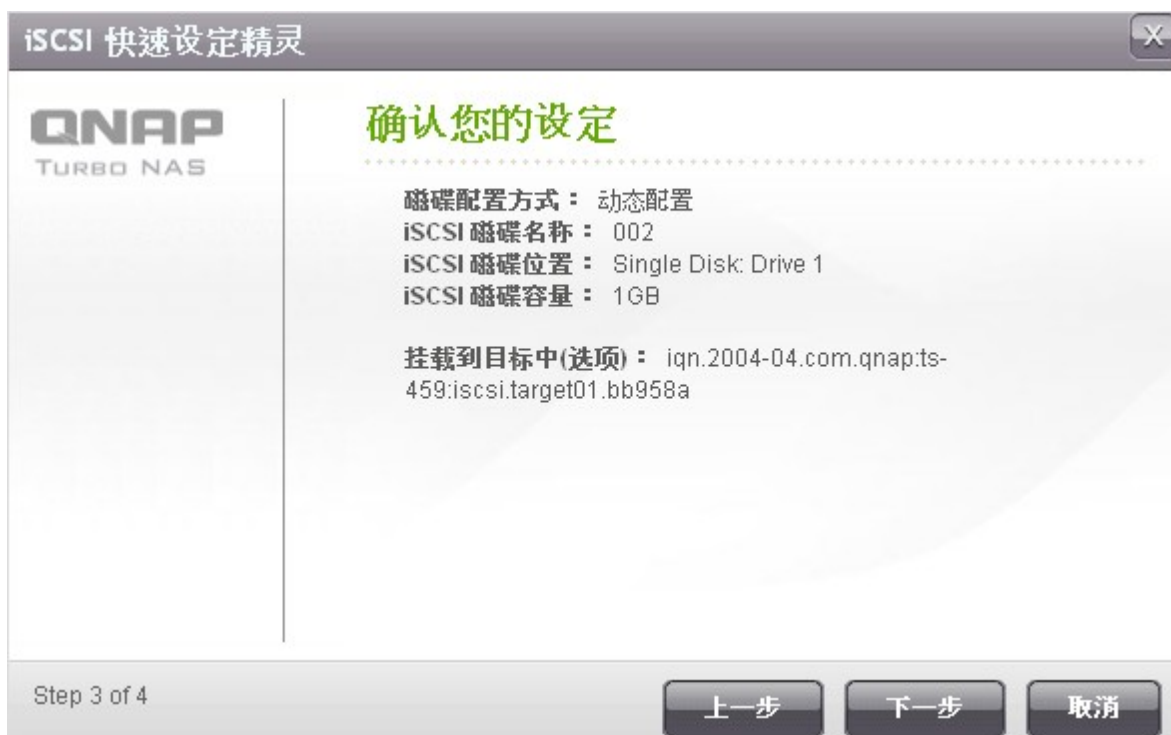 iSCSI 快速设定精灵
X
QNAP
TURBO NAS
确认您的设定
磁碟配置方式： 动态配置
iSCSI 磁碟名称： 002
iSCSI 磁碟位置： Single Disk: Drive 1
iSCSI 磁碟容量： 1GB
挂载到目标中(选项)： iqn.2004-04.com.qnap:ts-
459:iscsi.target01.bb958a
Step 3 of 4
上一步
下一步
取消